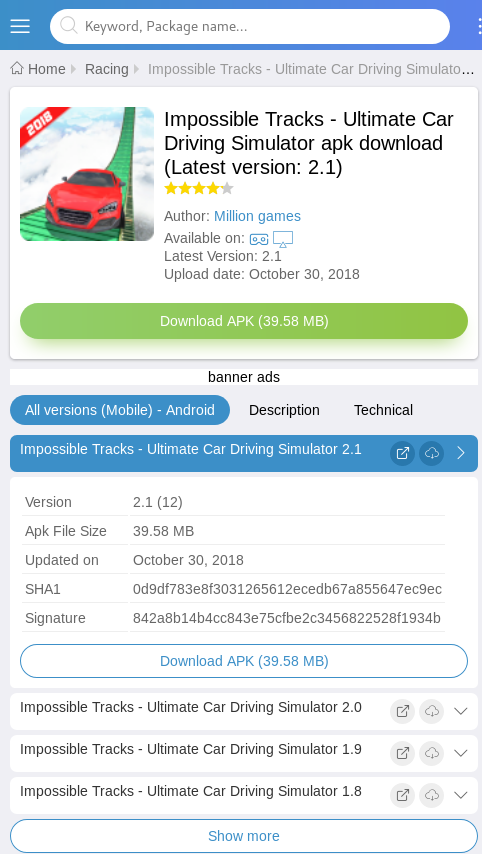 Keyword, Package name...
Home Racing Impossible Tracks - Ultimate Car Driving Simulato...
2018
Impossible Tracks - Ultimate Car
Driving Simulator apk download
(Latest version: 2.1)
Author: Million games
Available on:
Latest Version: 2.1
Upload date: October 30, 2018
Download APK (39.58 MB)
banner ads
All versions (Mobile) - Android Description Technical
Impossible Tracks - Ultimate Car Driving Simulator 2.1
Version 2.1 (12)
Apk File Size 39.58 MB
Updated on October 30, 2018
SHA1 0d9df783e8f3031265612ecedb67a855647ec9ec
Signature 842a8b14b4cc843e75cfbe2c3456822528f1934b
Download APK (39.58 MB)
Impossible Tracks - Ultimate Car Driving Simulator 2.0
Impossible Tracks - Ultimate Car Driving Simulator 1.9
Impossible Tracks - Ultimate Car Driving Simulator 1.8
Show more